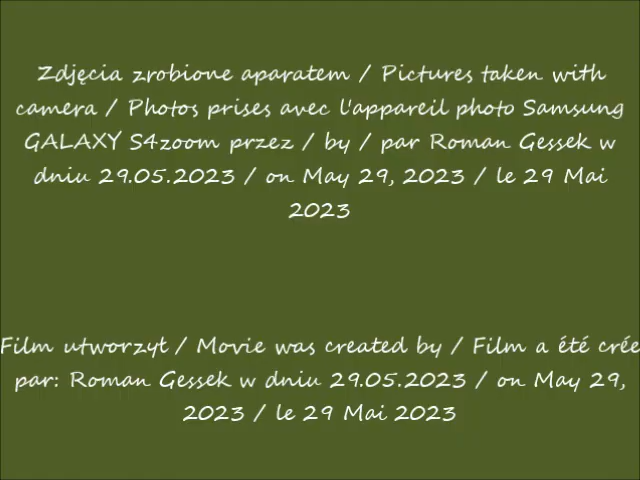 Zdjęcia zrobione aparatem / Pictures taken with
camera / Photos prises avec l'appareil photo Samsung
GALAXY S4zoom przez / by / par Roman Gessek w
dniu 29.05.2023 / on May 29, 2023 / le 29 Mai
2023
Film utworzył / Movie was created by / Film a été crée
par: Roman Gessek w dniu 29.05.2023 / on May 29,
2023 / le 29 Mai 2023